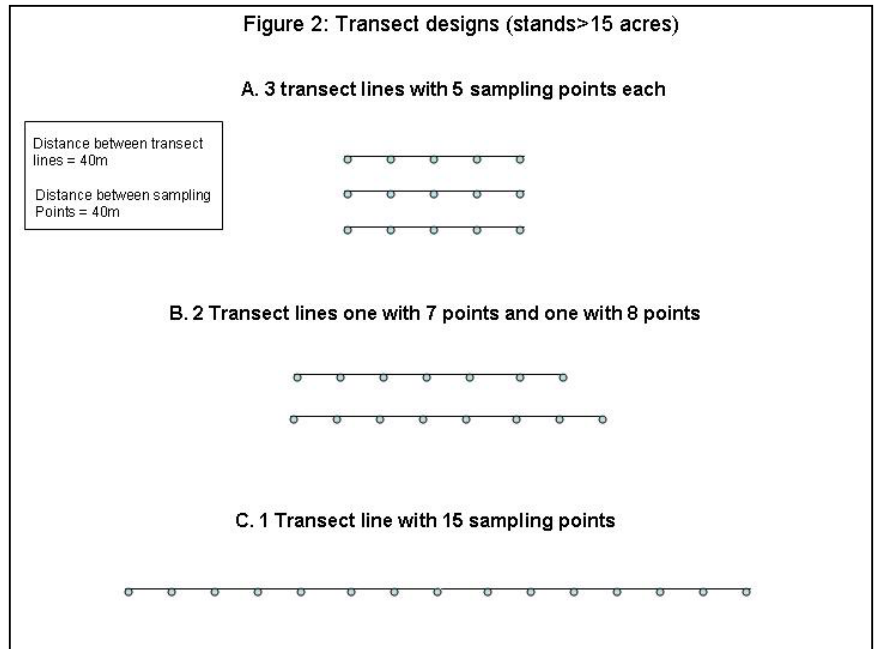 Figure 2: Transect designs (stands>15 acres)
A. 3 transect lines with 5 sampling points each
Distance between transect
lines = 40m
Distance between sampling
Points = 40m
B. 2 Transect lines one with 7 points and one with 8 points
C. 1 Transect line with 15 sampling points